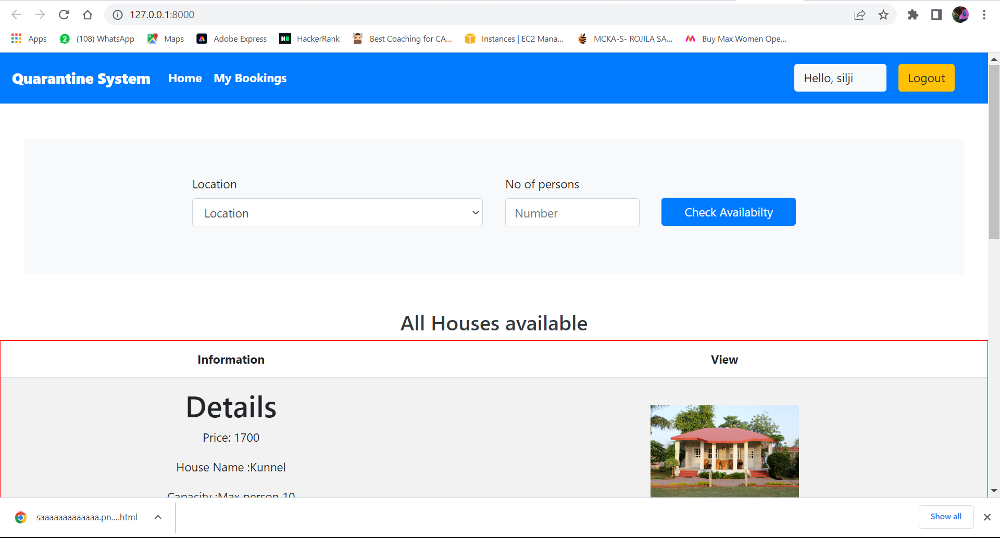 127.0.0.1:8000
Apps
2 (108) WhatsApp
Maps
Adobe Express
HackerRank
Best Coaching for CA...
Instances | EC2 Mana...
MCKA-S- ROJILA SA...
Buy Max Women Ope...
Quarantine System
Home
My Bookings
Hello, silji
Logout
Location
No of persons
Location
Number
Check Availabilty
All Houses available
Information
View
Details
Price: 1700
House Name :Kunnel
Capacity :Max person 10
saaaaaaaaaaaaa.pn....html
Show all